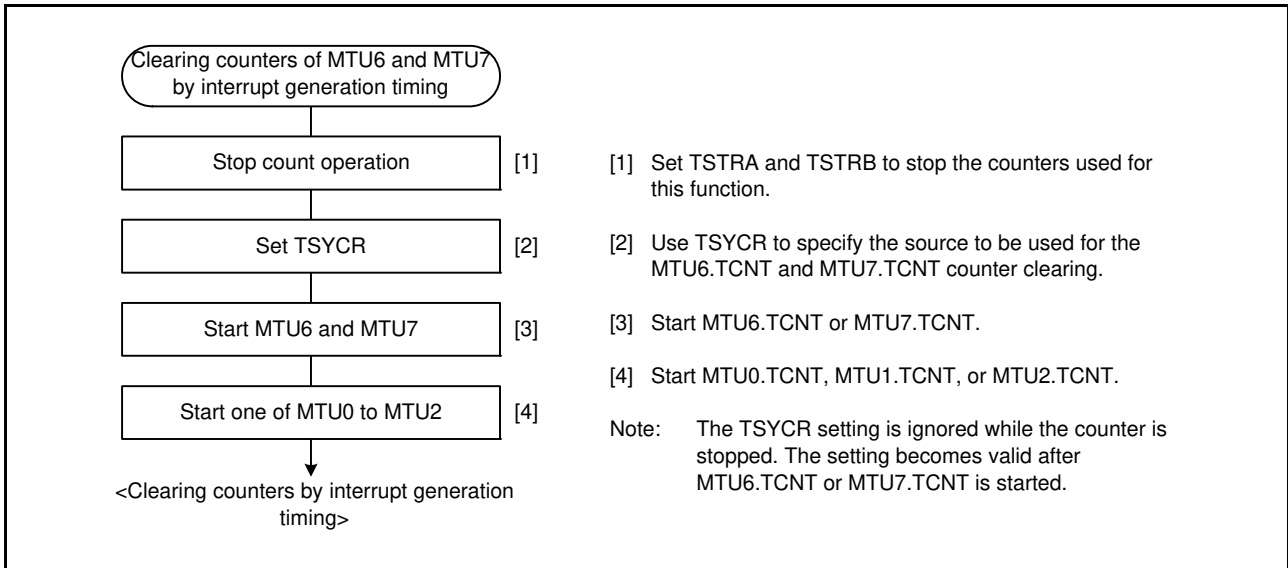 Clearing counters of MTU6 and MTU7
by interrupt generation timing
Stop count operation
[1]
Set TSYCR
[2]
Start MTU6 and MTU7
[3]
Start one of MTU0 to MTU2
[4]
<Clearing counters by interrupt generation
timing>
[1] Set TSTRA and TSTRB to stop the counters used for
this function.
[2] Use TSYCR to specify the source to be used for the
MTU6.TCNT and MTU7.TCNT counter clearing.
[3] Start MTU6.TCNT or MTU7.TCNT.
[4] Start MTU0.TCNT, MTU1.TCNT, or MTU2.TCNT.
Note: The TSYCR setting is ignored while the counter is
stopped. The setting becomes valid after
MTU6.TCNT or MTU7.TCNT is started.